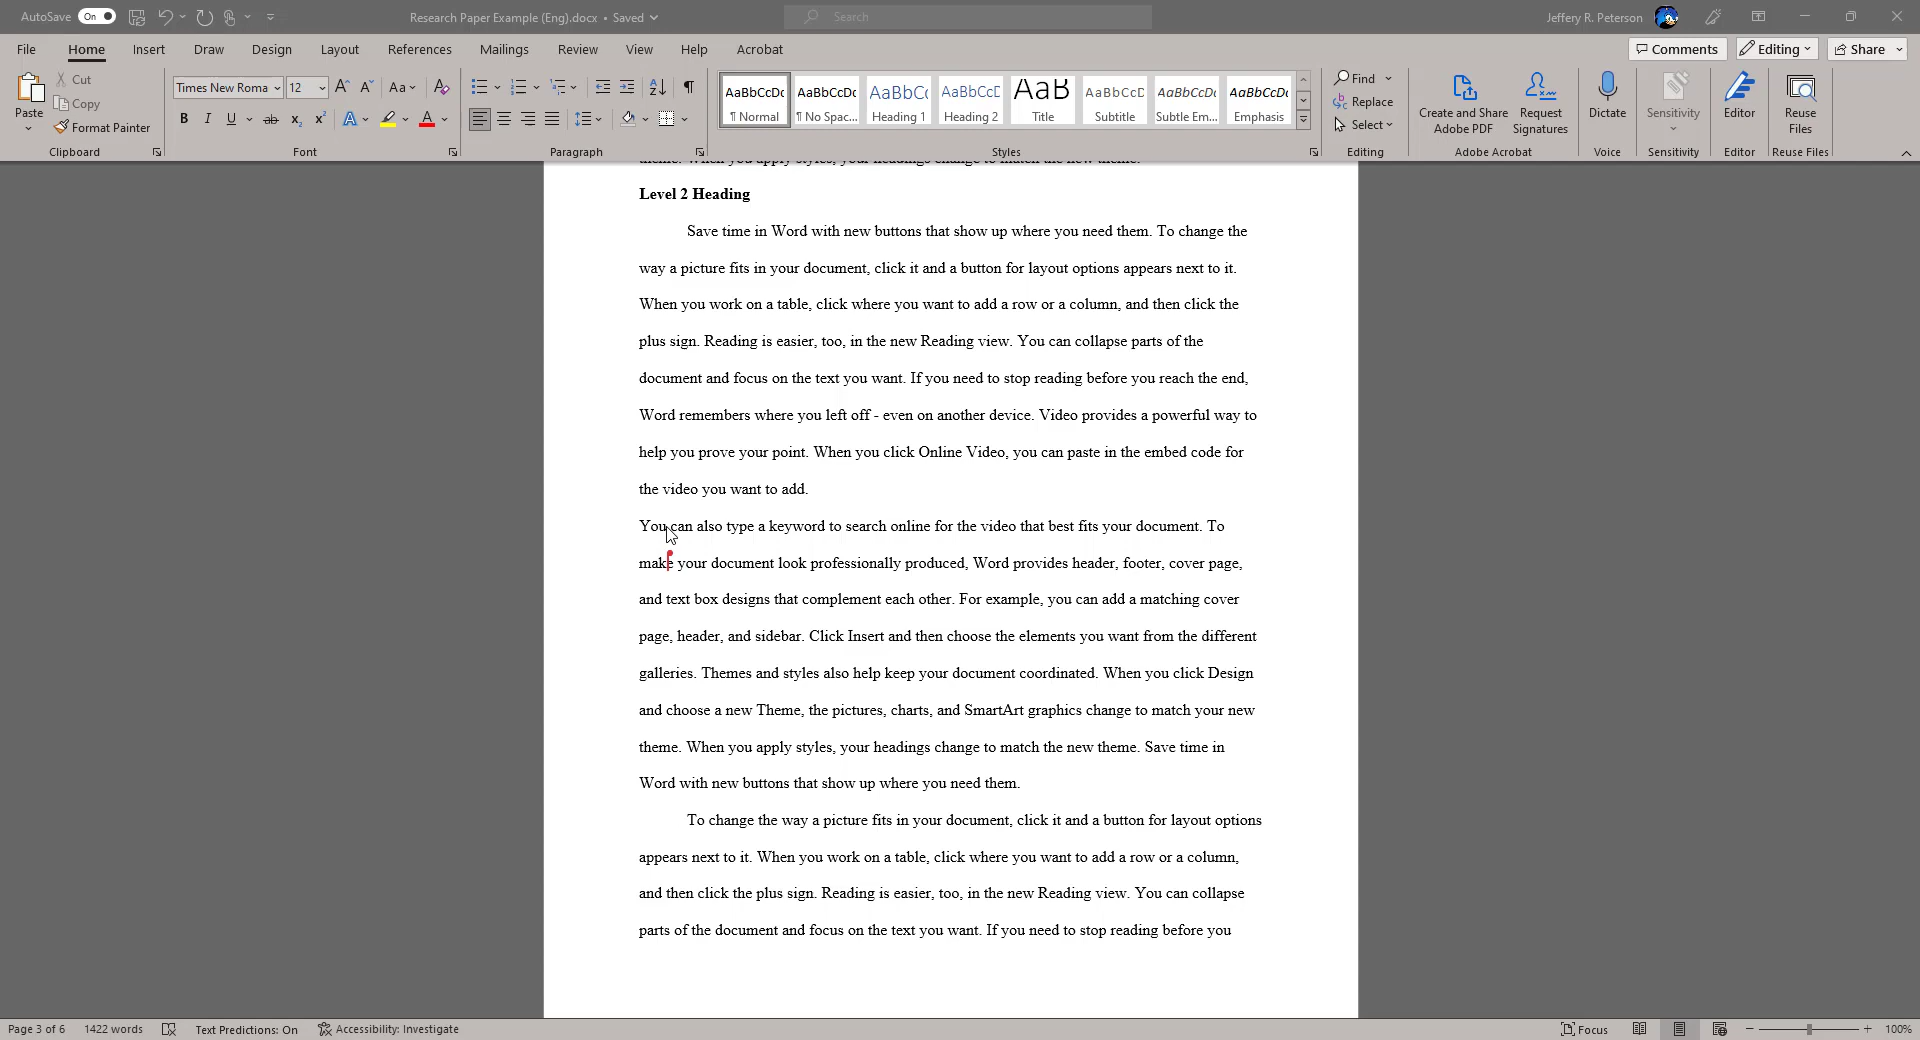 AutoSave On Research Paper Example (Eng).docx • Saved Search Jeffery R. Peterson
File Home Insert Draw Design Layout References Mailings Review View Help Acrobat Comments Editing Share
Paste Cut Copy Format Painter
Clipboard
Times New Roma 12 Aa
B I U ab x₂ x² A A
Font
Paragraph
AaBbCcDc AaBbCcDc AaBbC AaBbCcD AaB AaBbCcD AaBbCcDc AaBbCcDc
¶ Normal ¶ No Spac... Heading 1 Heading 2 Title Subtitle Subtle Em... Emphasis
Styles
Find
Replace
Select
Editing
Create and Share Adobe PDF
Request Signatures
Adobe Acrobat
Dictate
Voice
Sensitivity
Sensitivity
Editor
Editor
Reuse Files
Reuse Files
theme. When you apply styles, your headings change to match the new theme.
Level 2 Heading
Save time in Word with new buttons that show up where you need them. To change the
way a picture fits in your document, click it and a button for layout options appears next to it.
When you work on a table, click where you want to add a row or a column, and then click the
plus sign. Reading is easier, too, in the new Reading view. You can collapse parts of the
document and focus on the text you want. If you need to stop reading before you reach the end,
Word remembers where you left off - even on another device. Video provides a powerful way to
help you prove your point. When you click Online Video, you can paste in the embed code for
the video you want to add.
You can also type a keyword to search online for the video that best fits your document. To
make your document look professionally produced, Word provides header, footer, cover page,
and text box designs that complement each other. For example, you can add a matching cover
page, header, and sidebar. Click Insert and then choose the elements you want from the different
galleries. Themes and styles also help keep your document coordinated. When you click Design
and choose a new Theme, the pictures, charts, and SmartArt graphics change to match your new
theme. When you apply styles, your headings change to match the new theme. Save time in
Word with new buttons that show up where you need them.
To change the way a picture fits in your document, click it and a button for layout options
appears next to it. When you work on a table, click where you want to add a row or a column,
and then click the plus sign. Reading is easier, too, in the new Reading view. You can collapse
parts of the document and focus on the text you want. If you need to stop reading before you
Page 3 of 6 1422 words Text Predictions: On Accessibility: Investigate Focus 100%